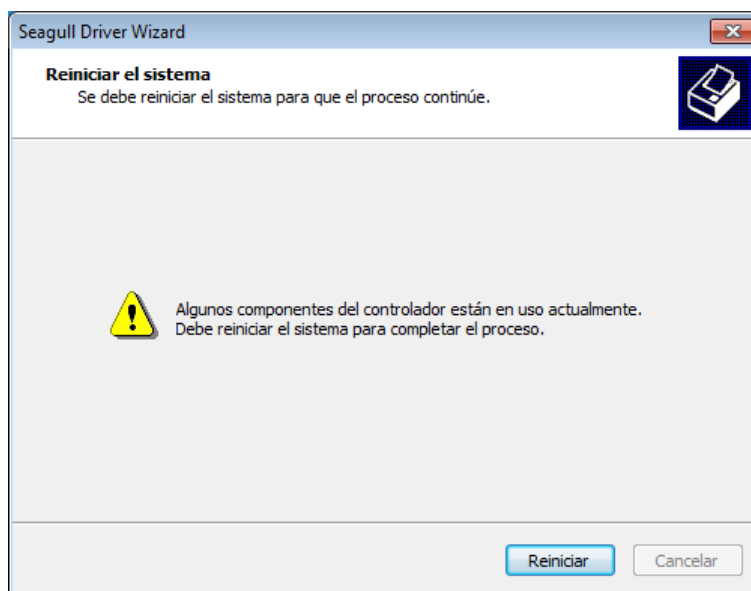 Seagull Driver Wizard
Reiniciar el sistema
Se debe reiniciar el sistema para que el proceso continúe.
Algunos componentes del controlador están en uso actualmente.
Debe reiniciar el sistema para completar el proceso.
Reiniciar
Cancelar